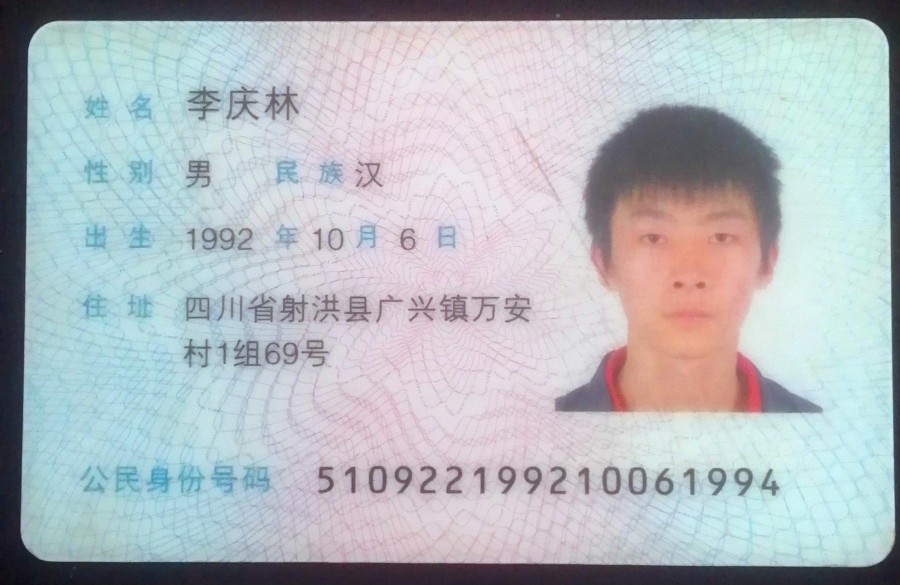 姓名 李庆林
性别 男 民族 汉
出生 1992 年 10 月 6 日
住址 四川省射洪县广兴镇万安
村1组69号
公民身份号码 510922199210061994